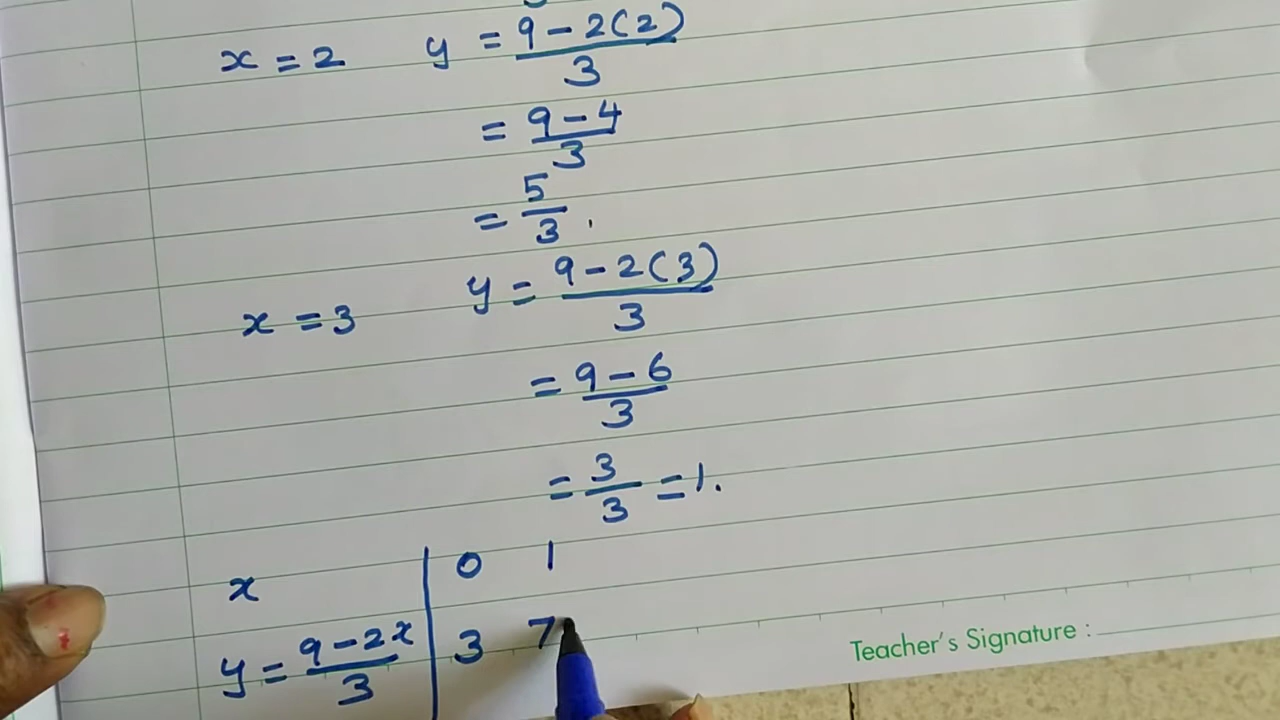 x = 2 y = 9 - 2(2) / 3
= 9 - 4 / 3
= 5 / 3 .
x = 3 y = 9 - 2(3) / 3
= 9 - 6 / 3
= 3 / 3 = 1.
x | 0 1
y = 9 - 2x / 3 | 3 7
Teacher's Signature :